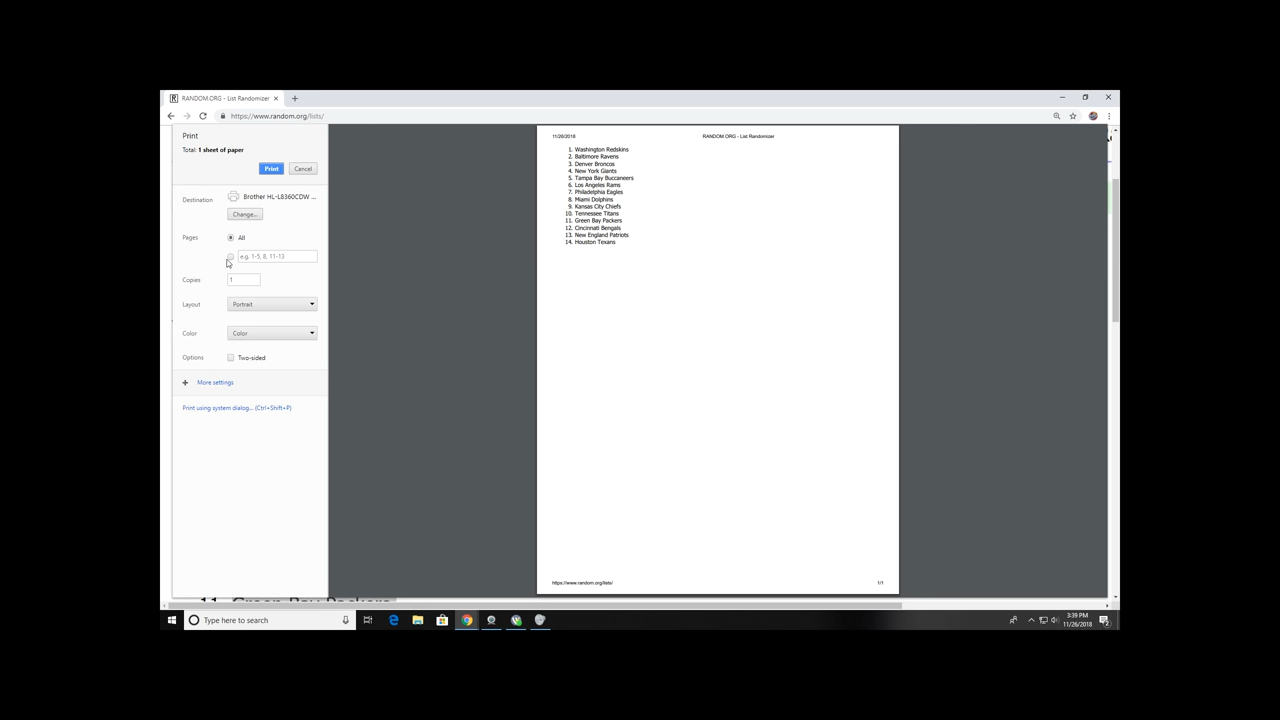 RANDOM.ORG - List Randomizer
https://www.random.org/lists/
Print
Total: 1 sheet of paper
Print Cancel
Destination Brother HL-L8360CDW ...
Change...
Pages All
e.g. 1-5, 8, 11-13
Copies 1
Layout Portrait
Color Color
Options Two-sided
More settings
Print using system dialog... (Ctrl+Shift+P)
11/26/2018 RANDOM.ORG - List Randomizer
1. Washington Redskins
2. Baltimore Ravens
3. Denver Broncos
4. New York Giants
5. Tampa Bay Buccaneers
6. Los Angeles Rams
7. Philadelphia Eagles
8. Miami Dolphins
9. Kansas City Chiefs
10. Tennessee Titans
11. Green Bay Packers
12. Cincinnati Bengals
13. New England Patriots
14. Houston Texans
https://www.random.org/lists/ 1/1
11. Green Bay Packers
Type here to search
3:39 PM
11/26/2018
2